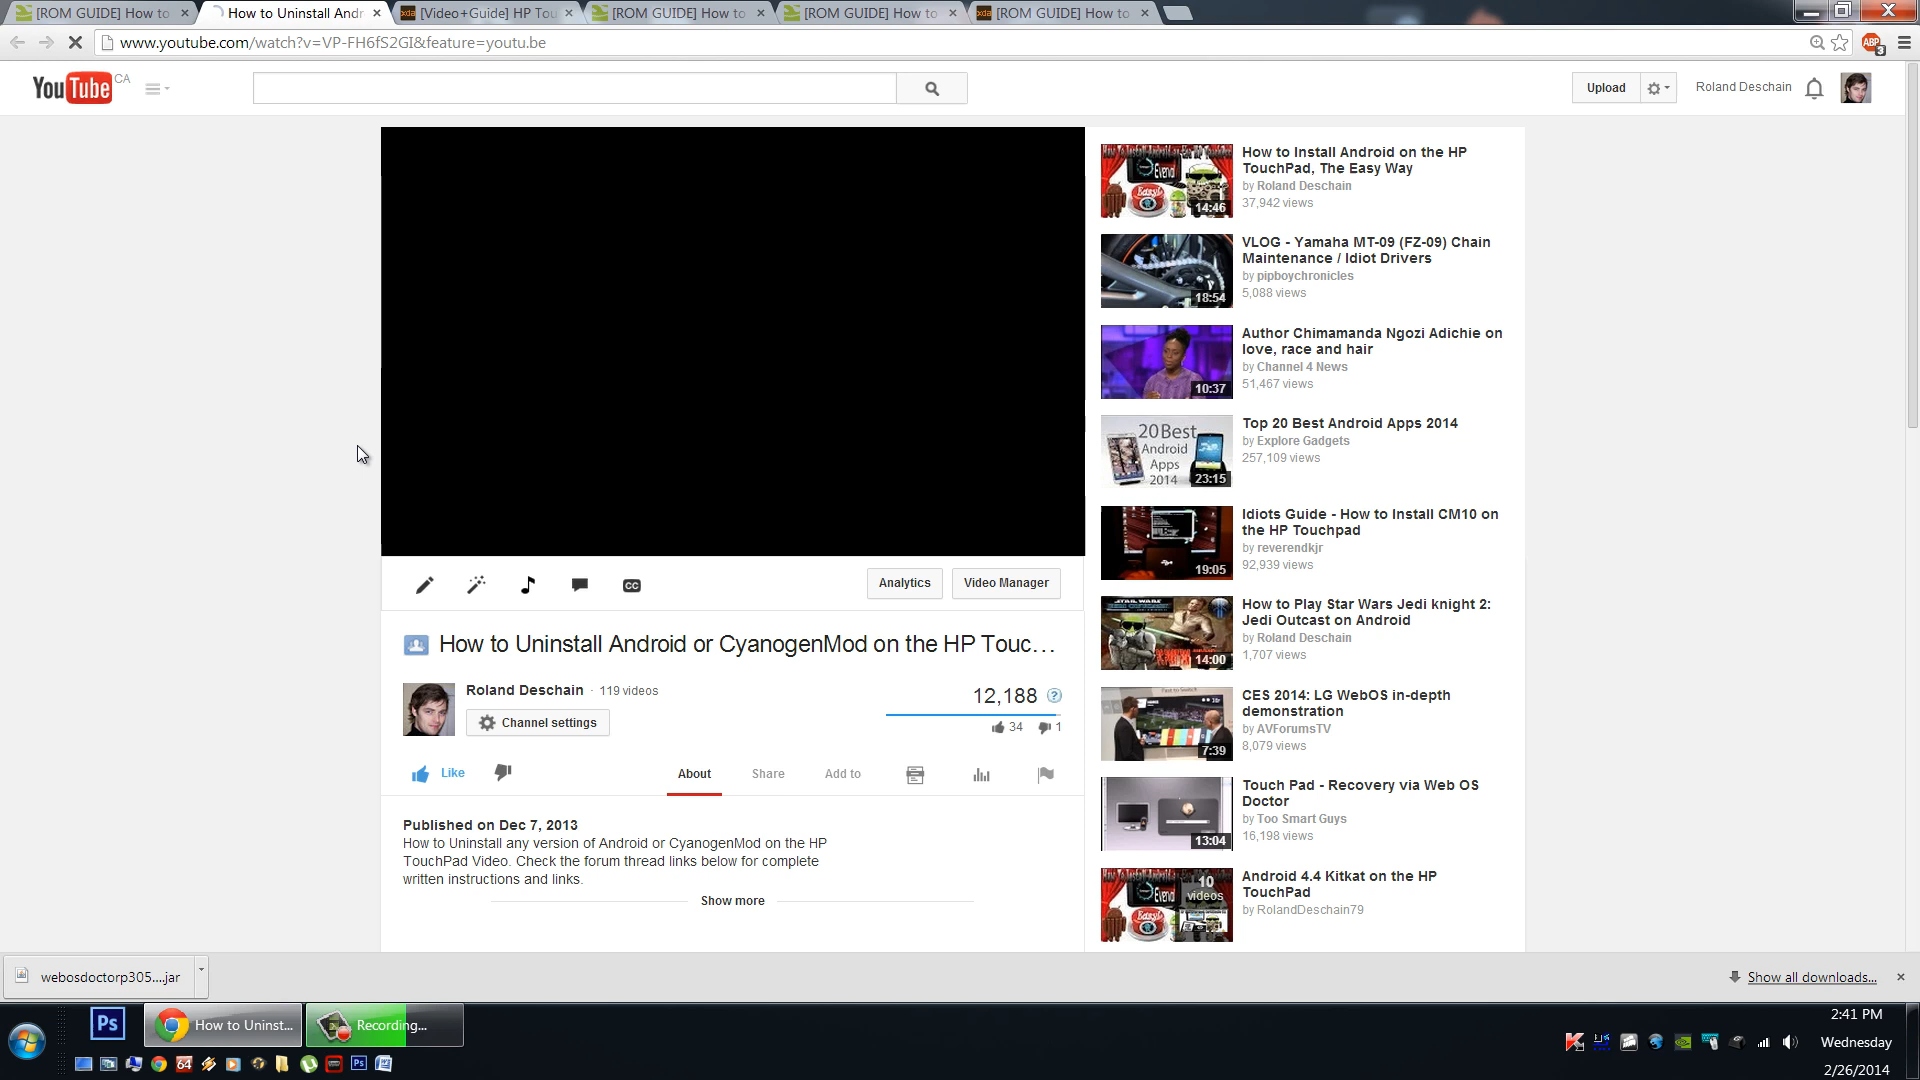 [ROM GUIDE] How to
How to Uninstall Andr
[Video+Guide] HP Tou
[ROM GUIDE] How to
[ROM GUIDE] How to
[ROM GUIDE] How to
www.youtube.com/watch?v=VP-FH6fS2GI&feature=youtu.be
ABP
3
YouTube CA
Upload
Roland Deschain
14:46
How to Install Android on the HP
TouchPad, The Easy Way
by Roland Deschain
37,942 views
18:54
VLOG - Yamaha MT-09 (FZ-09) Chain
Maintenance / Idiot Drivers
by pipboychronicles
5,088 views
10:37
Author Chimamanda Ngozi Adichie on
love, race and hair
by Channel 4 News
51,467 views
20 Best
Android
Apps
2014
23:15
Top 20 Best Android Apps 2014
by Explore Gadgets
257,109 views
19:05
Idiots Guide - How to Install CM10 on
the HP Touchpad
by reverendkjr
92,939 views
14:00
How to Play Star Wars Jedi knight 2:
Jedi Outcast on Android
by Roland Deschain
1,707 views
7:39
CES 2014: LG WebOS in-depth
demonstration
by AVForumsTV
8,079 views
13:04
Touch Pad - Recovery via Web OS
Doctor
by Too Smart Guys
16,198 views
10
videos
Android 4.4 Kitkat on the HP
TouchPad
by RolandDeschain79
CC
Analytics
Video Manager
How to Uninstall Android or CyanogenMod on the HP Touc...
Roland Deschain · 119 videos
Channel settings
12,188
34
1
Like
About
Share
Add to
Published on Dec 7, 2013
How to Uninstall any version of Android or CyanogenMod on the HP
TouchPad Video. Check the forum thread links below for complete
written instructions and links.
Show more
webosdoctorp305....jar
Show all downloads...
Ps
How to Uninst...
Recording...
64
Ps
2:41 PM
Wednesday
2/26/2014